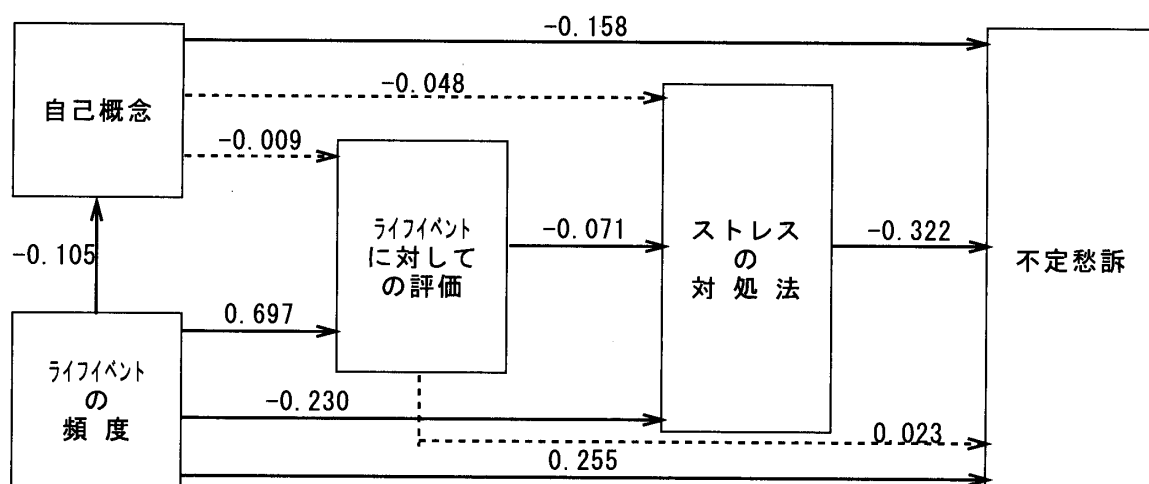 -0.158
自己概念
-0.048
-0.009
-0.105
ライフイベント
に対して
の評価
-0.071
ストレス
の
対処法
-0.322
不定愁訴
0.697
ライフイベント
の
頻度
-0.230
0.023
0.255